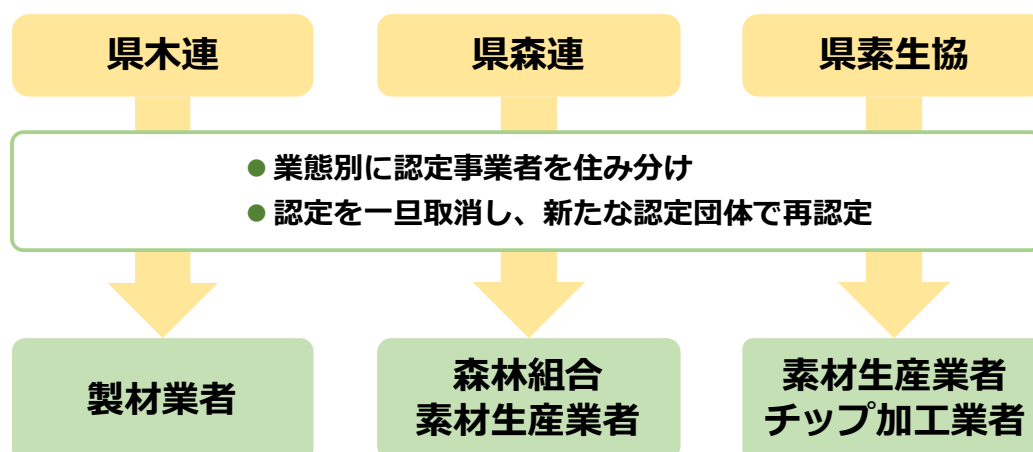 県木連
県森連
県素生協
● 業態別に認定事業者を住み分け
● 認定を一旦取消し、新たな認定団体で再認定
製材業者
森林組合
素材生産業者
素材生産業者
チップ加工業者